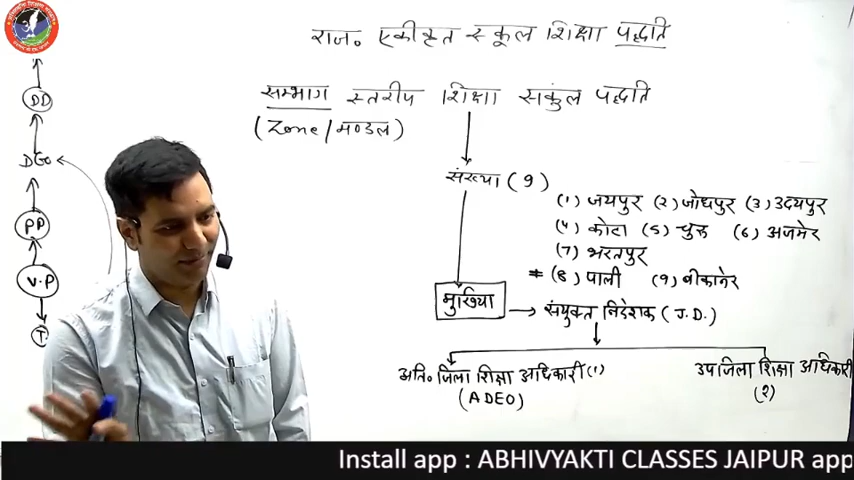 राज० एकीकृत स्कूल शिक्षा पद्धति
सम्भाग स्तरीय शिक्षा सकुंल पद्धति
(Zone/मण्डल)
संख्या (9)
(1) जयपुर (2) जोधपुर (3) उदयपुर
(4) कोटा (5) चुरू (6) अजमेर
(7) भरतपुर
* (8) पाली (9) बीकानेर
मुखिया → संयुक्त निदेशक (J.D.)
अति० जिला शिक्षा अधिकारी (1)
(ADEO)
उपजिला शिक्षा अधिकारी
(2)
DD
PP
V.P
T
Install app : ABHIVYAKTI CLASSES JAIPUR app